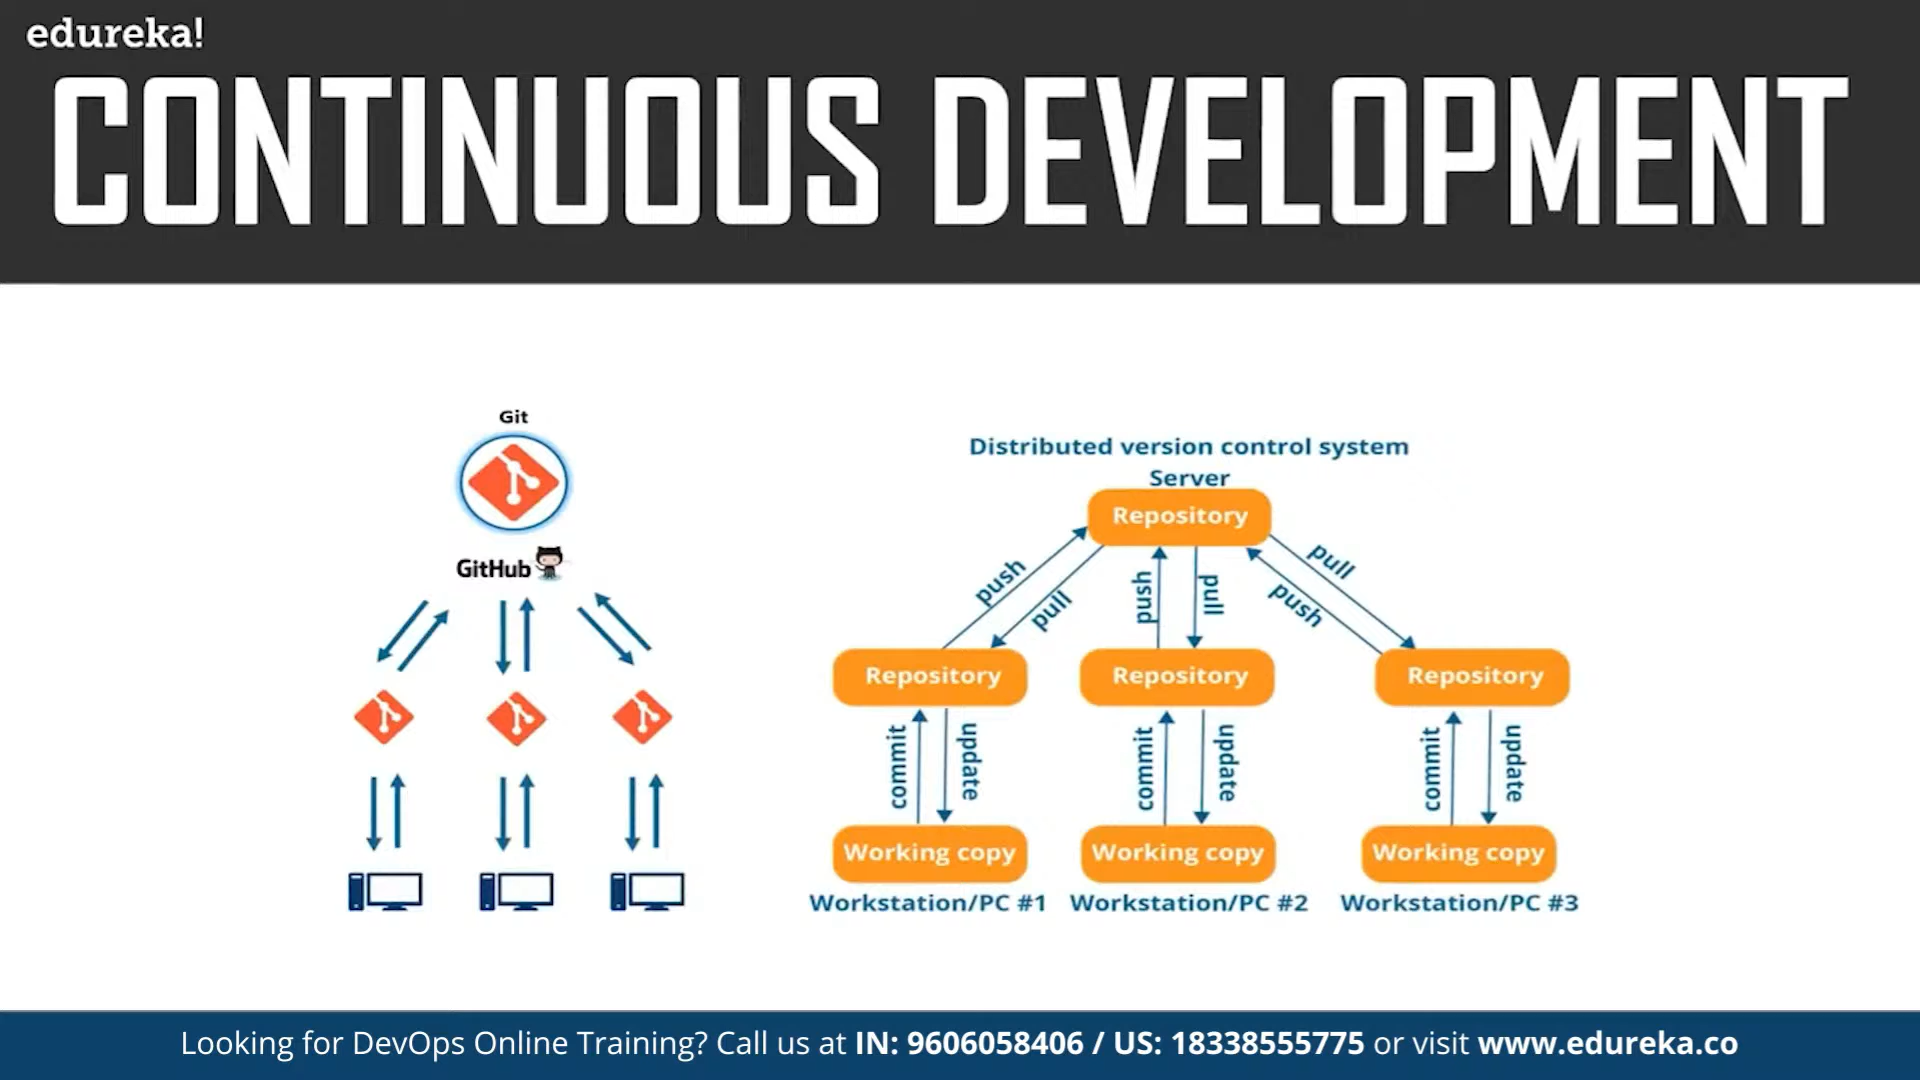 edureka!
CONTINUOUS DEVELOPMENT
Git
GitHub
Distributed version control system
Server
Repository
push
pull
push
pull
push
pull
Repository
Repository
Repository
commit
update
commit
update
commit
update
Working copy
Working copy
Working copy
Workstation/PC #1
Workstation/PC #2
Workstation/PC #3
Looking for DevOps Online Training? Call us at IN: 9606058406 / US: 18338555775 or visit www.edureka.co